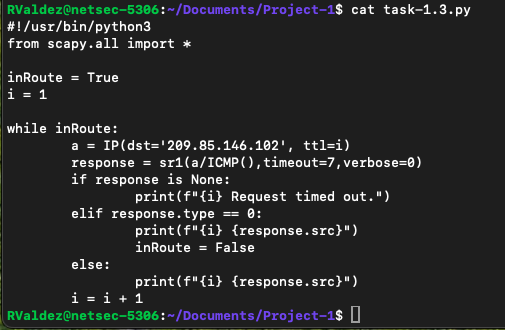 RValdez@netsec-5306:~/Documents/Project-1$ cat task-1.3.py
#!/usr/bin/python3
from scapy.all import *

inRoute = True
i = 1

while inRoute:
        a = IP(dst='209.85.146.102', ttl=i)
        response = sr1(a/ICMP(),timeout=7,verbose=0)
        if response is None:
                print(f"{i} Request timed out.")
        elif response.type == 0:
                print(f"{i} {response.src}")
                inRoute = False
        else:
                print(f"{i} {response.src}")
        i = i + 1
RValdez@netsec-5306:~/Documents/Project-1$